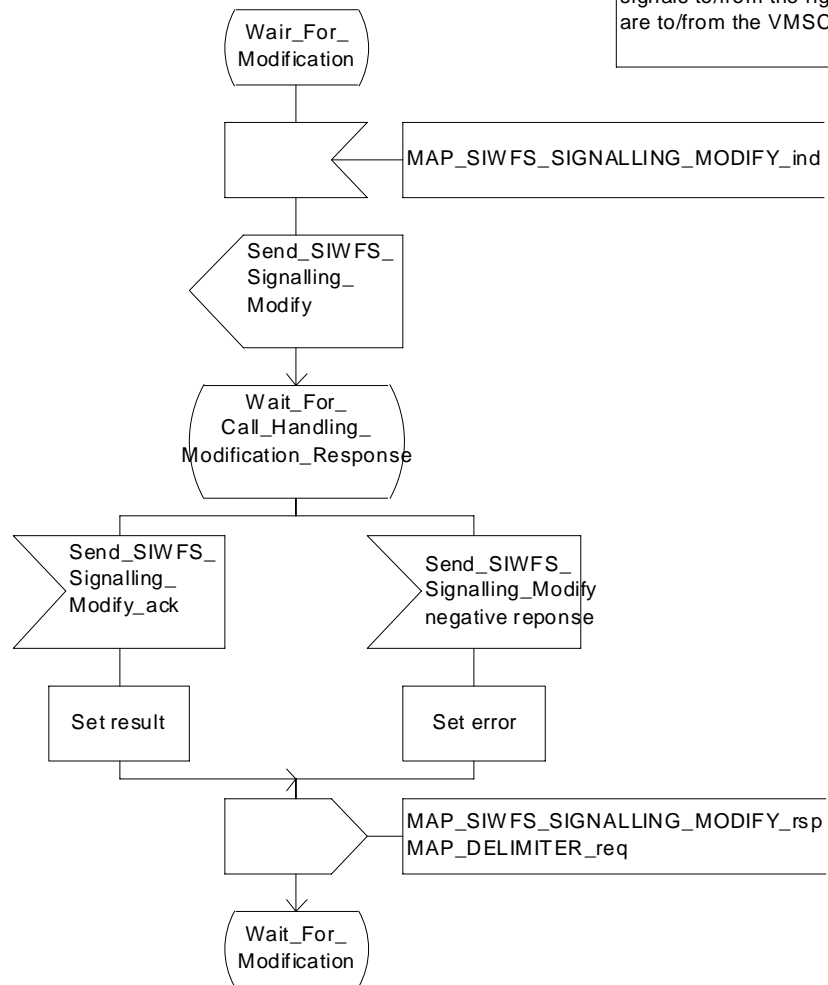 signals to/from the
are to/from the VMSC
Wair_For_
Modification
MAP_SIWFS_SIGNALLING_MODIFY_ind
Send_SIWFS_
Signalling_
Modify
Wait_For_
Call_Handling_
Modification_Response
Send_SIWFS_
Signalling_
Modify_ack
Send_SIWFS_
Signalling_Modify
negative reponse
Set result
Set error
MAP_SIWFS_SIGNALLING_MODIFY_rsp
MAP_DELIMITER_req
Wait_For_
Modification